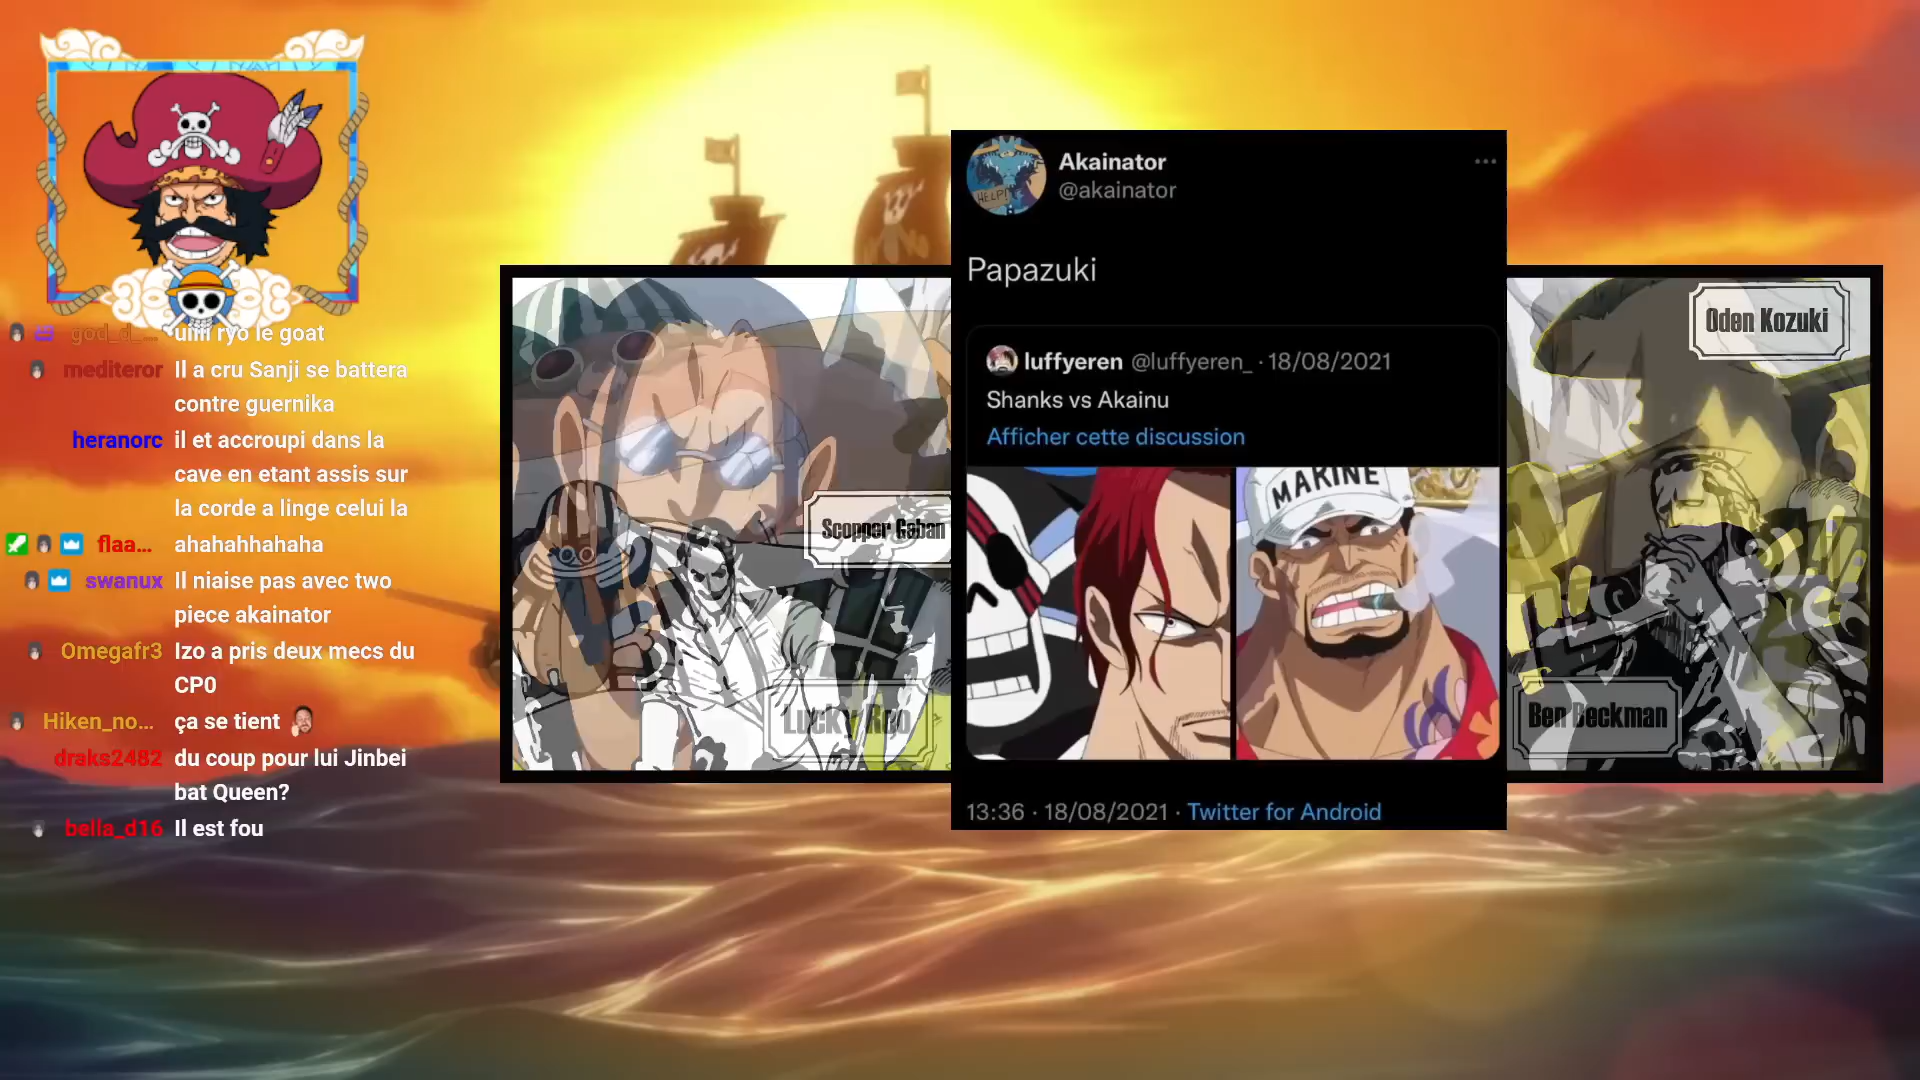 god_d_... uiiii ryo le goat
mediteror Il a cru Sanji se battera
contre guernika
heranorc il et accroupi dans la
cave en etant assis sur
la corde a linge celui la
flaa... ahahahhahaha
swanux Il niaise pas avec two
piece akainator
Omegafr3 Izo a pris deux mecs du
CP0
Hiken_no... ça se tient
draks2482 du coup pour lui Jinbei
bat Queen?
bella_d16 Il est fou
Scopper Gaban
Lucky Roo
Akainator
@akainator
HELP!
Papazuki
luffyeren @luffyeren_ · 18/08/2021
Shanks vs Akainu
Afficher cette discussion
MARINE
13:36 · 18/08/2021 · Twitter for Android
Oden Kozuki
Ben Beckman